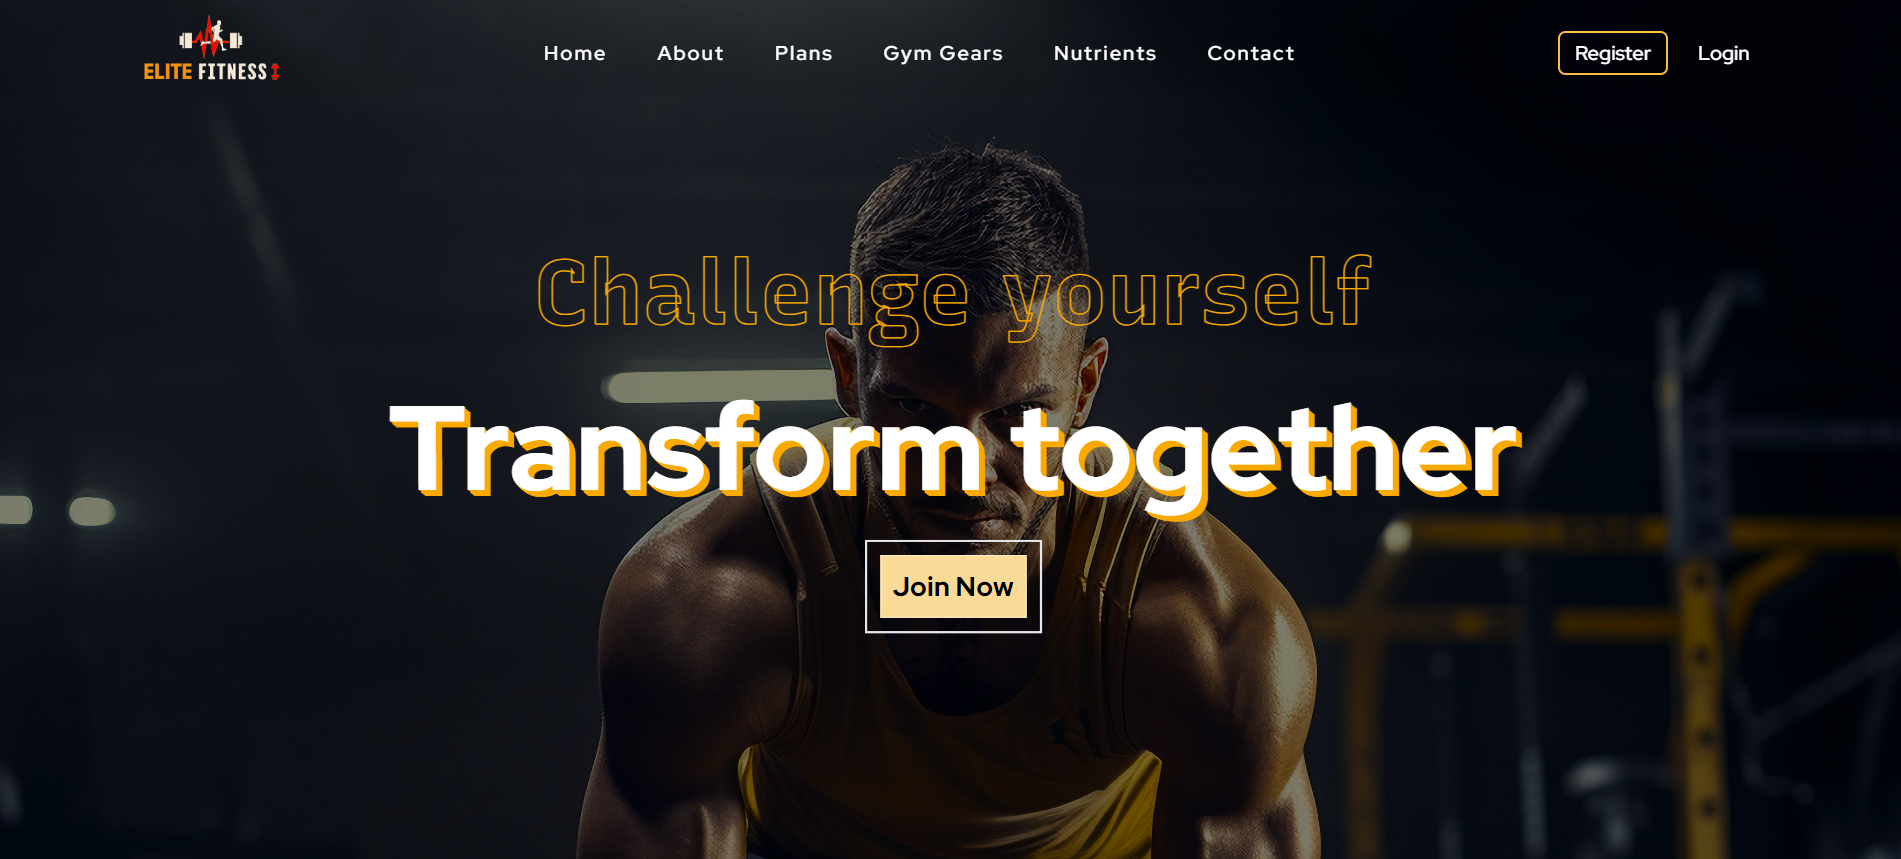 ELITE FITNESS
Home About Plans Gym Gears Nutrients Contact
Register Login
Challenge yourself
Transform together
Join Now